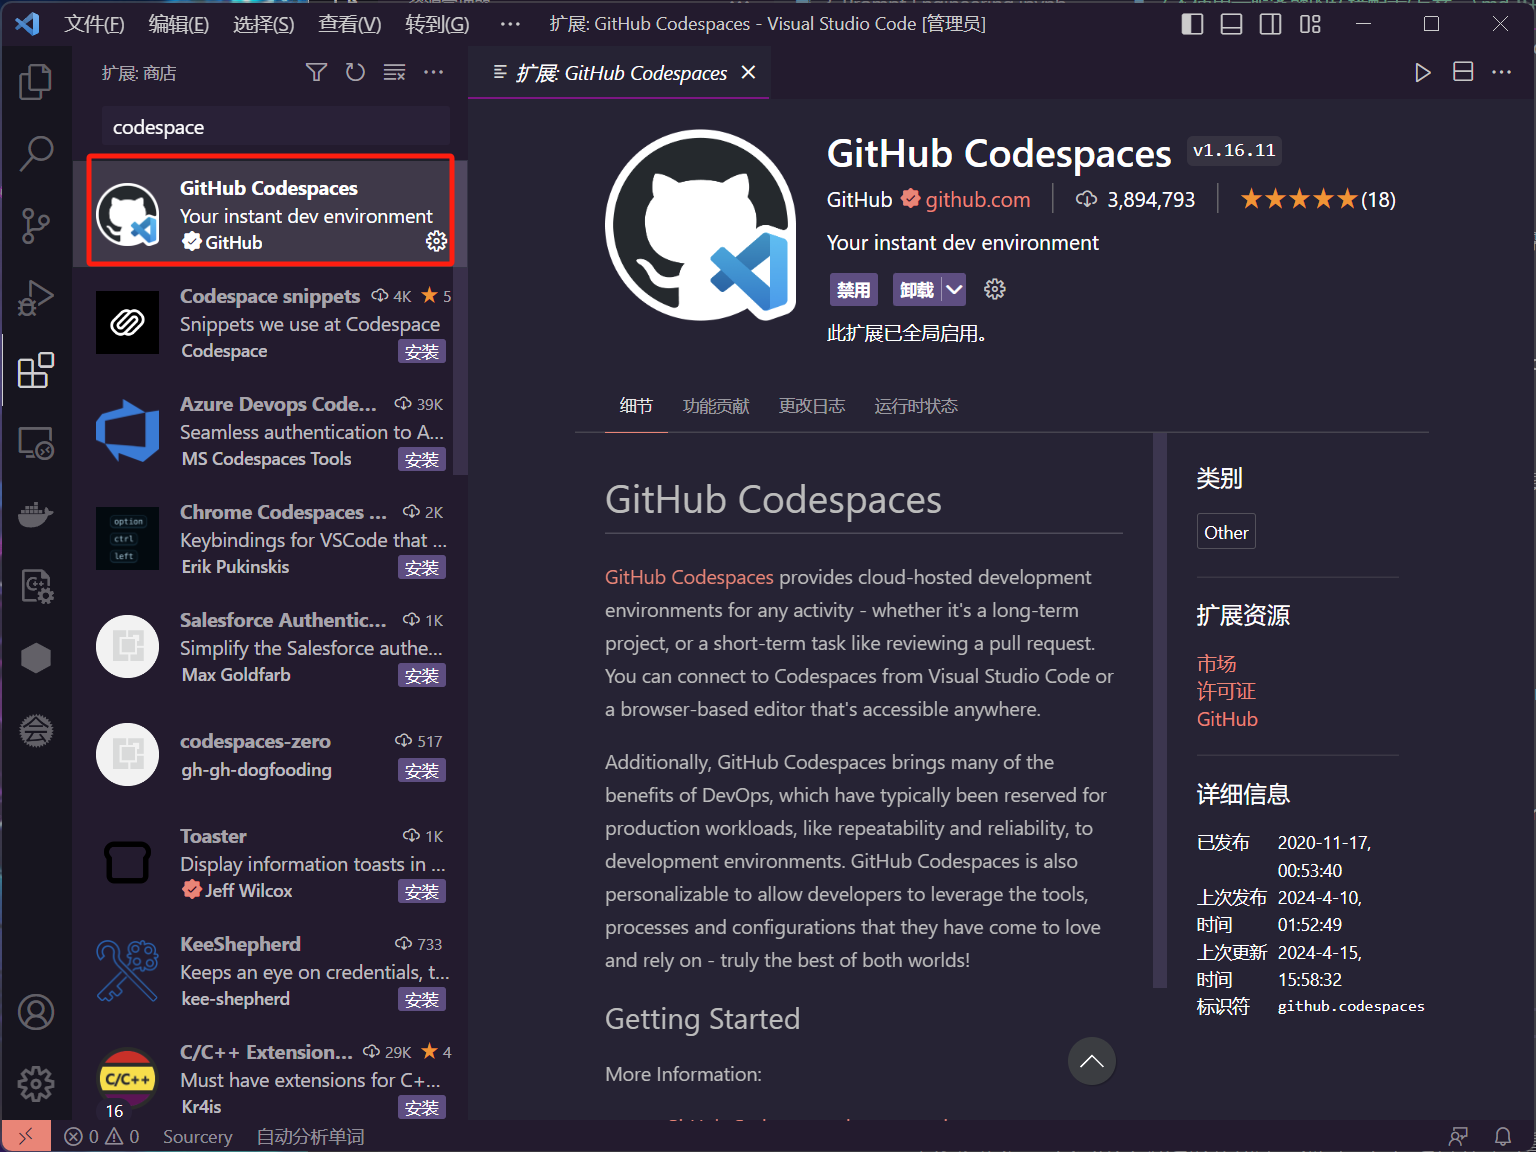 文件(F) 编辑(E) 选择(S) 查看(V) 转到(G) ··· 扩展: GitHub Codespaces - Visual Studio Code [管理员]
扩展: 商店
codespace
GitHub Codespaces
Your instant dev environment
GitHub
Codespace snippets 4K 5
Snippets we use at Codespace
Codespace 安装
Azure Devops Code... 39K
Seamless authentication to A...
MS Codespaces Tools 安装
option
ctrl
left
Chrome Codespaces ... 2K
Keybindings for VSCode that ...
Erik Pukinskis 安装
Salesforce Authentic... 1K
Simplify the Salesforce authe...
Max Goldfarb 安装
codespaces-zero 517
gh-gh-dogfooding 安装
Toaster 1K
Display information toasts in ...
Jeff Wilcox 安装
KeeShepherd 733
Keeps an eye on credentials, t...
kee-shepherd 安装
C/C++
16
C/C++ Extension... 29K 4
Must have extensions for C+...
Kr4is 安装
扩展: GitHub Codespaces
GitHub Codespaces v1.16.11
GitHub github.com 3,894,793 (18)
Your instant dev environment
禁用 卸载
此扩展已全局启用。
细节 功能贡献 更改日志 运行时状态
GitHub Codespaces
GitHub Codespaces provides cloud-hosted development
environments for any activity - whether it's a long-term
project, or a short-term task like reviewing a pull request.
You can connect to Codespaces from Visual Studio Code or
a browser-based editor that's accessible anywhere.
Additionally, GitHub Codespaces brings many of the
benefits of DevOps, which have typically been reserved for
production workloads, like repeatability and reliability, to
development environments. GitHub Codespaces is also
personalizable to allow developers to leverage the tools,
processes and configurations that they have come to love
and rely on - truly the best of both worlds!
Getting Started
More Information:
类别
Other
扩展资源
市场
许可证
GitHub
详细信息
已发布 2020-11-17,
00:53:40
上次发布 2024-4-10,
时间 01:52:49
上次更新 2024-4-15,
时间 15:58:32
标识符 github.codespaces
0 0 Sourcery 自动分析单词